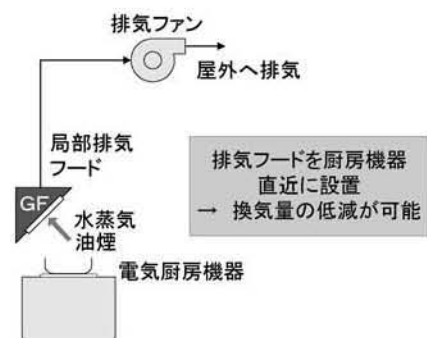 排気ファン
屋外へ排気
局部排気
フード
GF
水蒸気
油煙
電気厨房機器
排気フードを厨房機器
直近に設置
→ 換気量の低減が可能